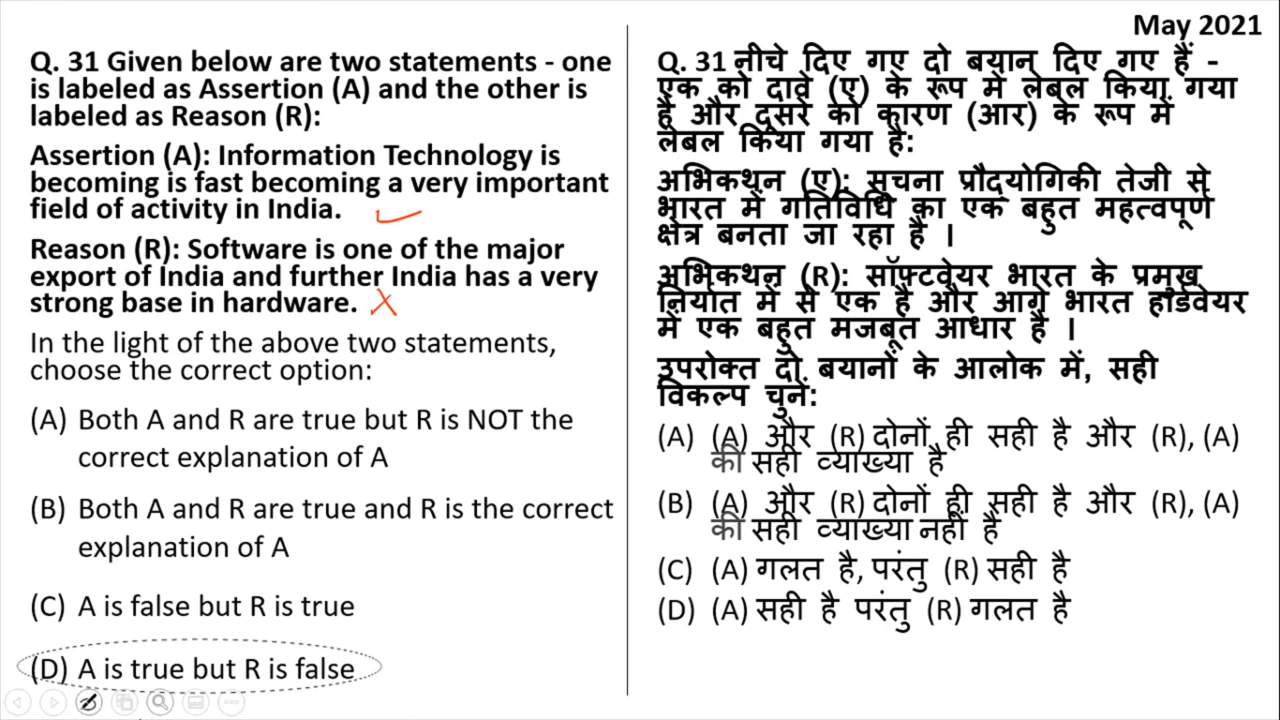 May 2021
Q. 31 Given below are two statements - one
is labeled as Assertion (A) and the other is
labeled as Reason (R):
Assertion (A): Information Technology is
becoming is fast becoming a very important
field of activity in India.
Reason (R): Software is one of the major
export of India and further India has a very
strong base in hardware.
In the light of the above two statements,
choose the correct option:
(A) Both A and R are true but R is NOT the
correct explanation of A
(B) Both A and R are true and R is the correct
explanation of A
(C) A is false but R is true
(D) A is true but R is false
Q. 31 नीचे दिए गए दो बयान दिए गए हैं -
एक को दावे (ए) के रूप में लेबल किया गया
है और दूसरे को कारण (आर) के रूप में
लेबल किया गया है:
अभिकथन (ए): सूचना प्रौद्योगिकी तेजी से
भारत में गतिविधि का एक बहुत महत्वपूर्ण
क्षेत्र बनता जा रहा है ।
अभिकथन (R): सॉफ्टवेयर भारत के प्रमुख
निर्यात में से एक है और आगे भारत हार्डवेयर
में एक बहुत मजबूत आधार है ।
उपरोक्त दो बयानों के आलोक में, सही
विकल्प चुनें:
(A) (A) और (R) दोनों ही सही है और (R), (A)
की सही व्याख्या है
(B) (A) और (R) दोनों ही सही है और (R), (A)
की सही व्याख्या नहीं है
(C) (A) गलत है, परंतु (R) सही है
(D) (A) सही है परंतु (R) गलत है